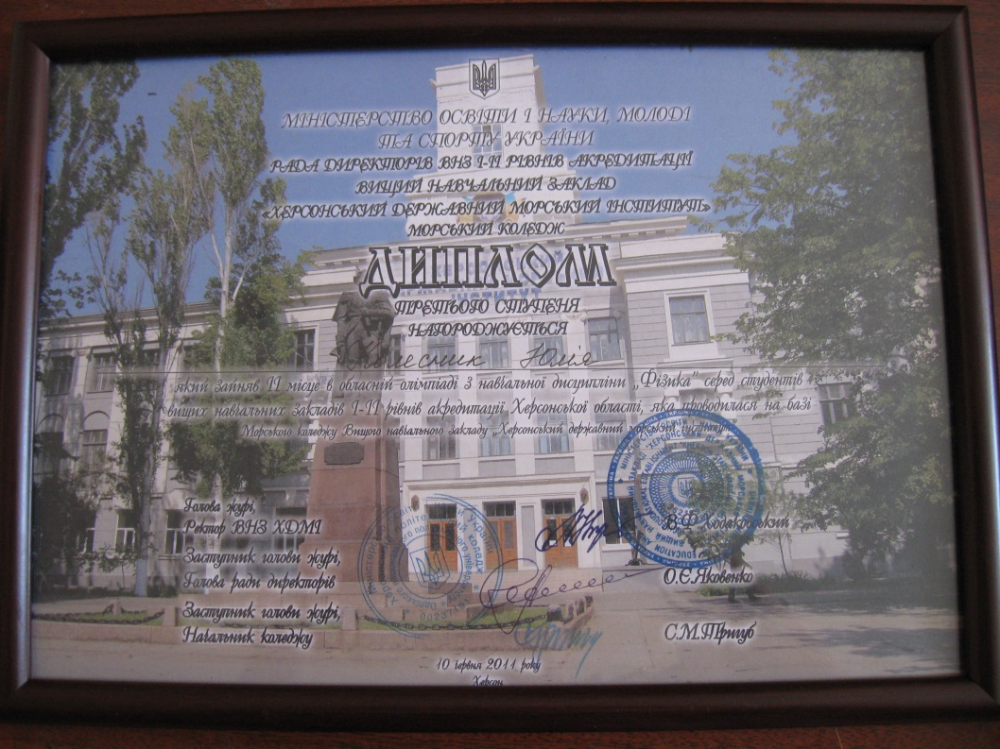 МІНІСТЕРСТВО ОСВІТИ І НАУКИ, МОЛОДІ
ТА СПОРТУ УКРАЇНИ
РАДА ДИРЕКТОРІВ ВНЗ І-ІІ РІВНІВ АКРЕДИТАЦІЇ
ВИЩИЙ НАВЧАЛЬНИЙ ЗАКЛАД
«ХЕРСОНСЬКИЙ ДЕРЖАВНИЙ МОРСЬКИЙ ІНСТИТУТ»
МОРСЬКИЙ КОЛЕДЖ
ДИПЛОМ
ТРЕТЬОГО СТУПЕНЯ
НАГОРОДЖУЄТЬСЯ
Юлія
який зайняв ІІ місце в обласній олімпіаді з навчальної дисципліни „Фізика" серед студентів
вищих навчальних закладів І-ІІ рівнів акредитації Херсонської області, яка проводилася на базі
Морського коледжу Вищого навчального закладу „Херсонський державний морський інститут"
Голова журі,
Ректор ВНЗ ХДМІ
В.Ф.Ходаковський
Заступник голови журі,
Голова ради директорів
О.Є.Яковенко
Заступник голови журі,
Начальник коледжу
С.М.Тригуб
10 червня 2011 року
Херсон